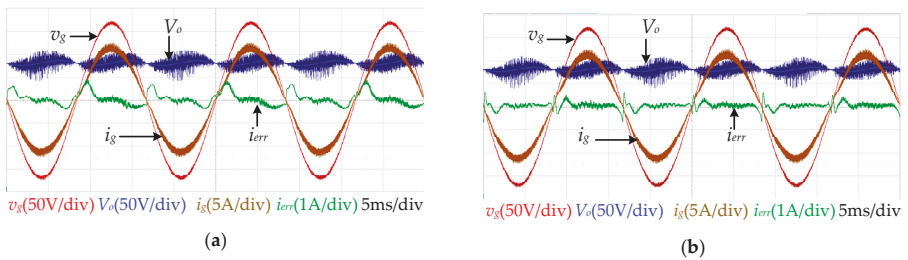 v_g
V_o
i_g
i_err
v_g(50V/div) V_o(50V/div) i_g(5A/div) i_err(1A/div) 5ms/div
(a)
v_g
V_o
i_g
i_err
v_g(50V/div) V_o(50V/div) i_g(5A/div) i_err(1A/div) 5ms/div
(b)